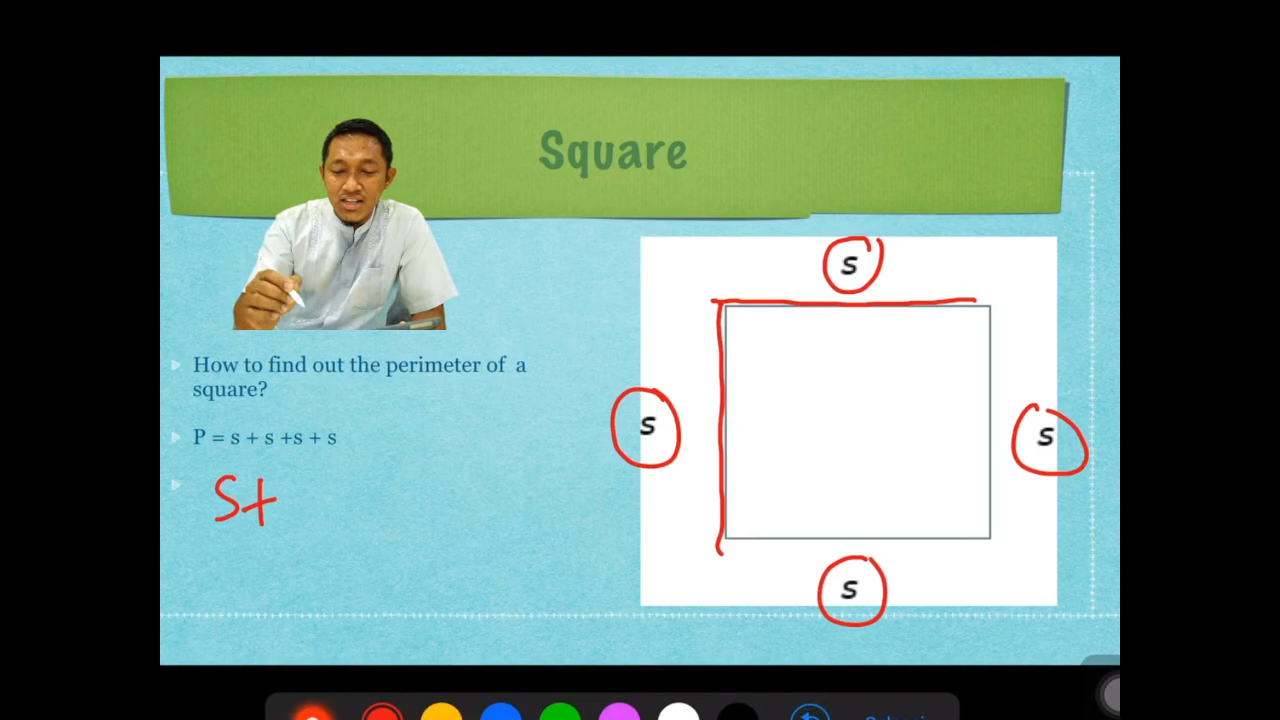 Square
How to find out the perimeter of a
square?
P = s + s +s + s
S+
s
s
s
s